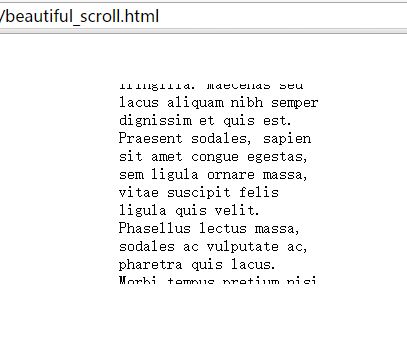 /beautiful_scroll.html
fringilla. Maecenas sed
lacus aliquam nibh semper
dignissim et quis est.
Praesent sodales, sapien
sit amet congue egestas,
sem ligula ornare massa,
vitae suscipit felis
ligula quis velit.
Phasellus lectus massa,
sodales ac vulputate ac,
pharetra quis lacus.
Morbi tempus pretium nisi